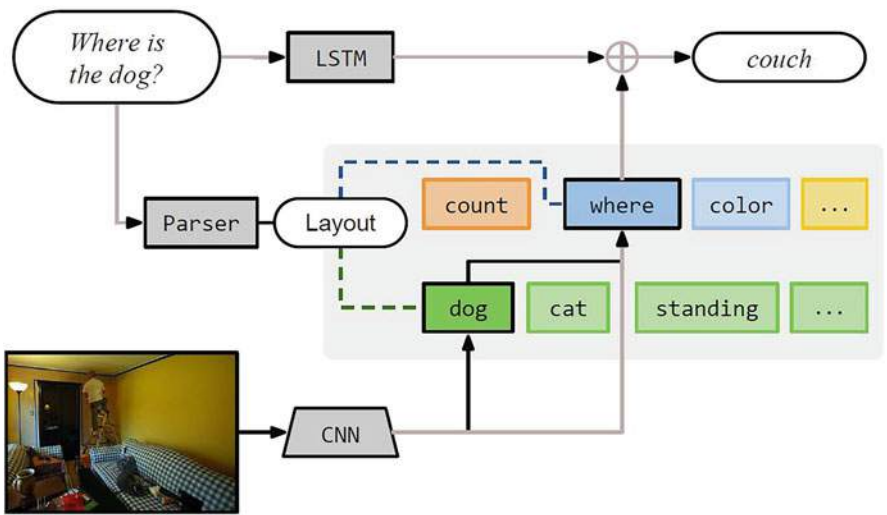 Where is
the dog?
LSTM
couch
Parser
Layout
count
where
color
...
dog
cat
standing
...
CNN